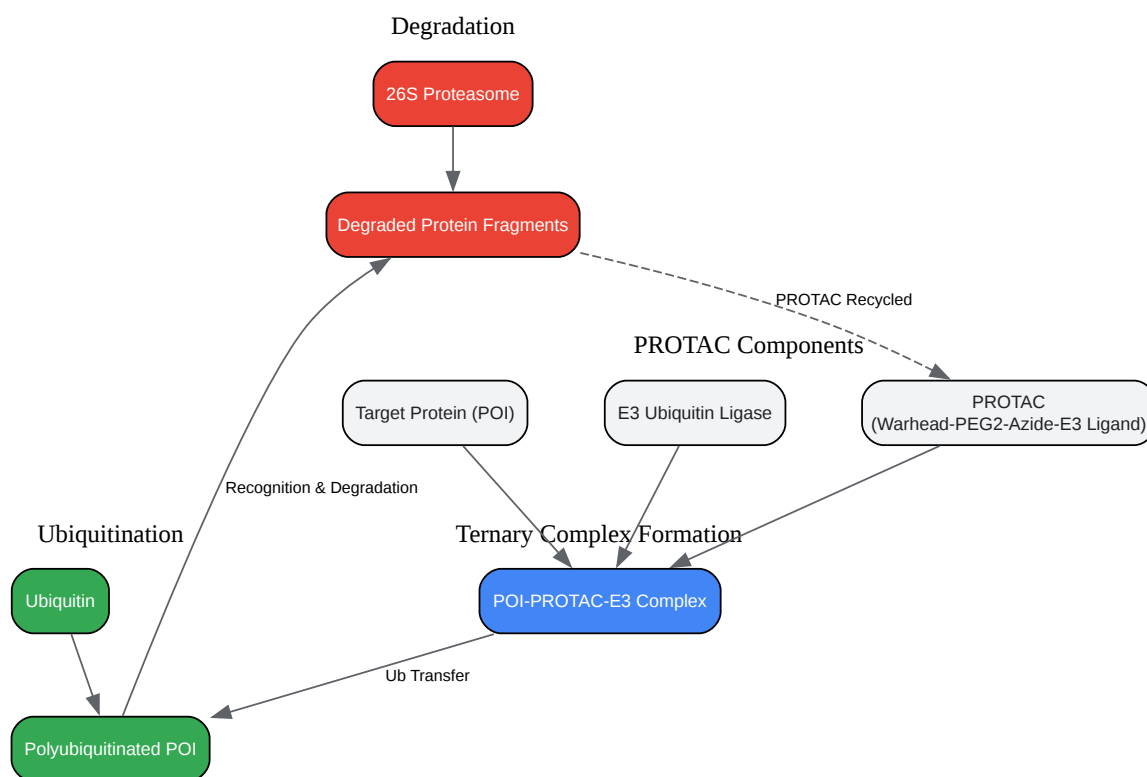 Degradation
26S Proteasome
Degraded Protein Fragments
PROTAC Recycled
PROTAC Components
Target Protein (POI)
E3 Ubiquitin Ligase
PROTAC
(Warhead-PEG2-Azide-E3 Ligand)
Recognition & Degradation
Ubiquitination
Ternary Complex Formation
Ubiquitin
POI-PROTAC-E3 Complex
Ub Transfer
Polyubiquitinated POI